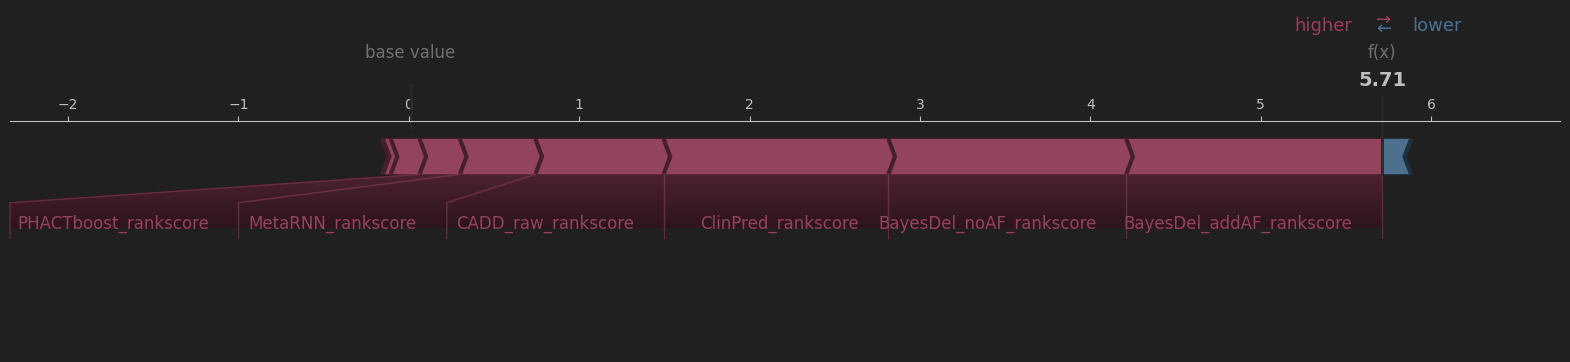 higher ⇄ lower
base value f(x)
5.71
−2 −1 0 1 2 3 4 5 6
PHACTboost_rankscore MetaRNN_rankscore CADD_raw_rankscore ClinPred_rankscore BayesDel_noAF_rankscore BayesDel_addAF_rankscore